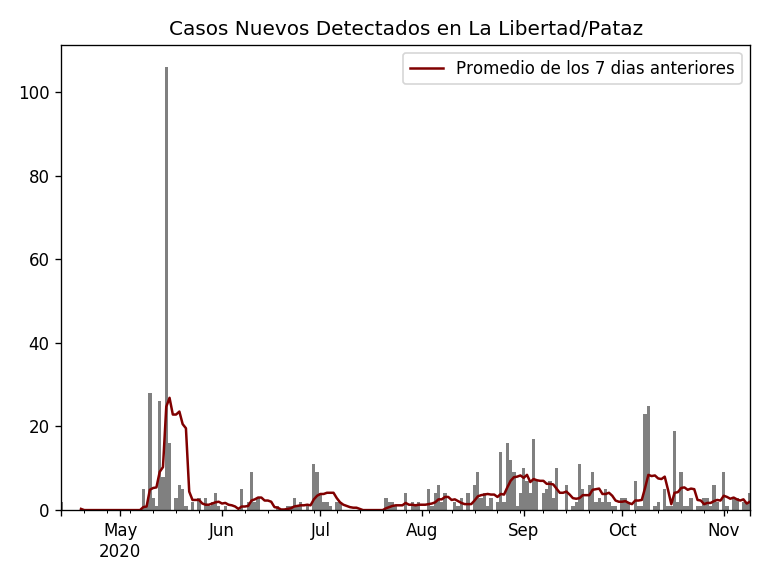 Casos Nuevos Detectados en La Libertad/Pataz
Promedio de los 7 dias anteriores
100
80
60
40
20
0
May Jun Jul Aug Sep Oct Nov
2020